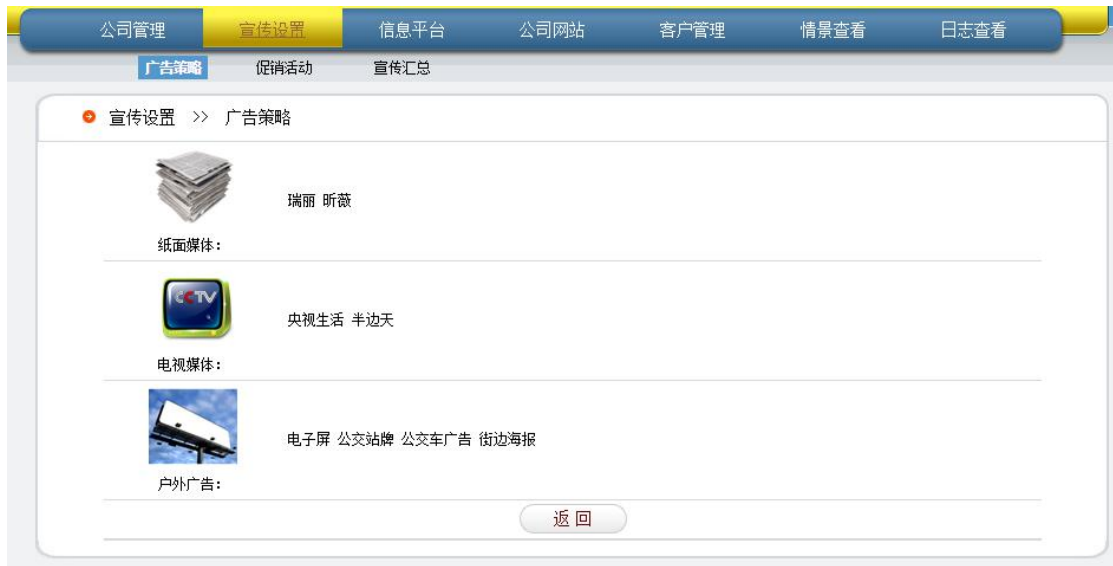 公司管理 宣传设置 信息平台 公司网站 客户管理 情景查看 日志查看
广告策略 促销活动 宣传汇总
宣传设置 >> 广告策略
瑞丽 昕薇
纸面媒体：
CCTV
央视生活 半边天
电视媒体：
电子屏 公交站牌 公交车广告 街边海报
户外广告：
返回